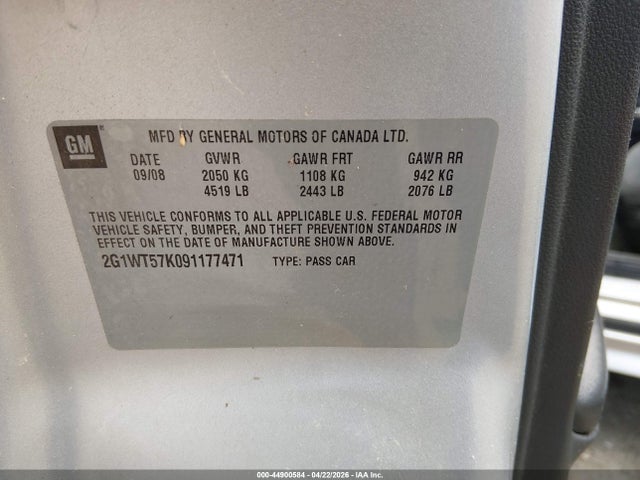 GM
MFD BY GENERAL MOTORS OF CANADA LTD.
DATE GVWR GAWR FRT GAWR RR
09/08 2050 KG 1108 KG 942 KG
4519 LB 2443 LB 2076 LB
THIS VEHICLE CONFORMS TO ALL APPLICABLE U.S. FEDERAL MOTOR
VEHICLE SAFETY, BUMPER, AND THEFT PREVENTION STANDARDS IN
EFFECT ON THE DATE OF MANUFACTURE SHOWN ABOVE.
2G1WT57K091177471 TYPE: PASS CAR
000-44900584 | 04/22/2026 | IAA Inc.